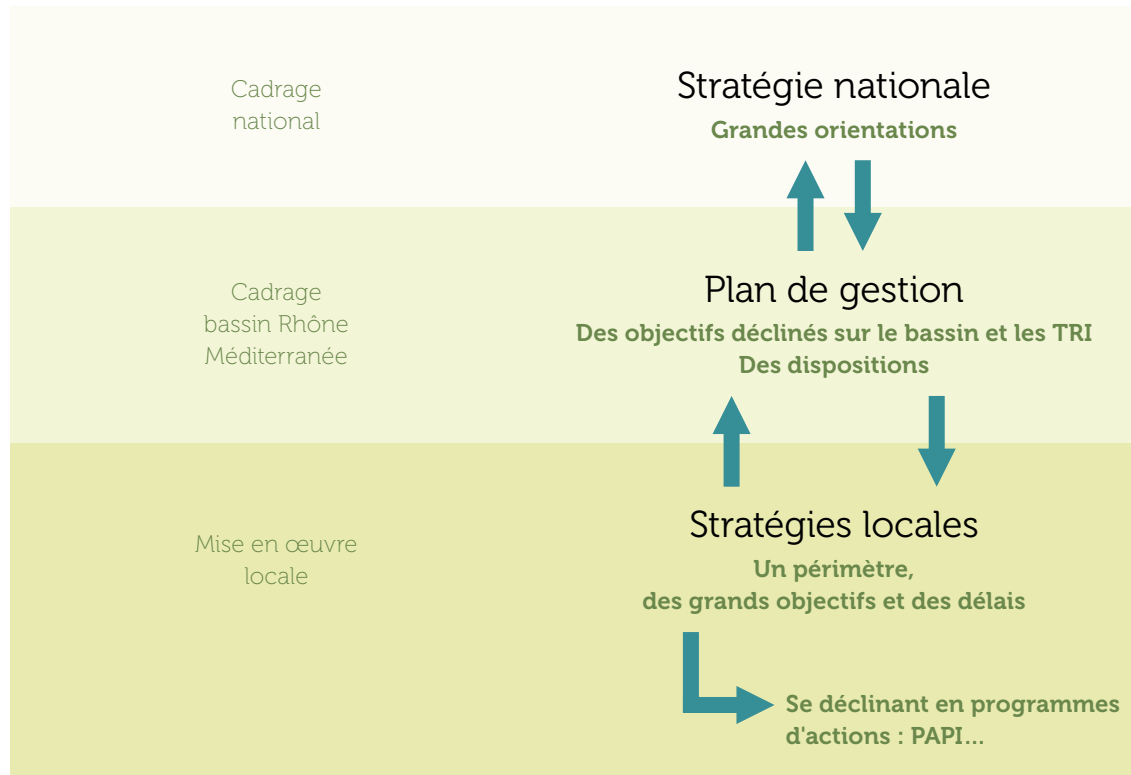 Cadrage
national
Stratégie nationale
Grandes orientations
Cadrage
bassin Rhône
Méditerranée
Plan de gestion
Des objectifs déclinés sur le bassin et les TRI
Des dispositions
Mise en œuvre
locale
Stratégies locales
Un périmètre,
des grands objectifs et des délais
Se déclinant en programmes
d'actions : PAPI...